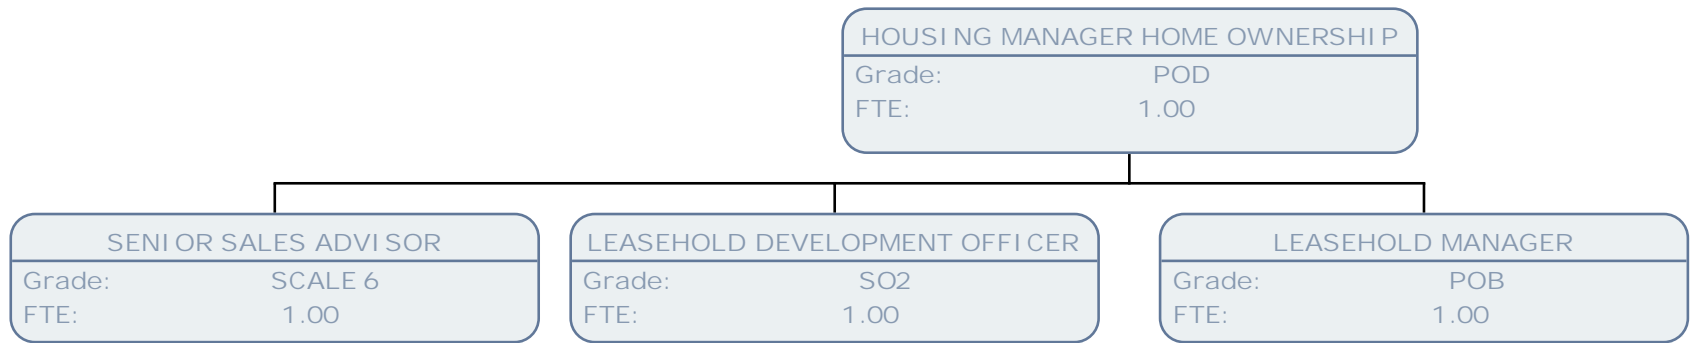 HOUSING MANAGER HOME OWNERSHIP
Grade: POD
FTE: 1.00
SENIOR SALES ADVISOR
Grade: SCALE 6
FTE: 1.00
LEASEHOLD DEVELOPMENT OFFICER
Grade: SO2
FTE: 1.00
LEASEHOLD MANAGER
Grade: POB
FTE: 1.00